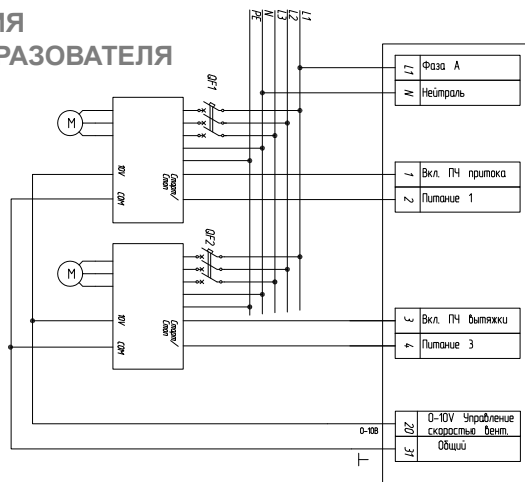 ИЯ
РАЗОВАТЕЛЯ
PE
N
L3
L2
L1
QF1
M
10V
COM
Старт/
Стоп
QF2
M
10V
COM
Старт/
Стоп
L1 Фаза А
N Нейтраль
1 Вкл. ПЧ притока
2 Питание 1
3 Вкл. ПЧ вытяжки
4 Питание 3
0-10В
20 0-10V Управление
скоростью вент.
31 Общий